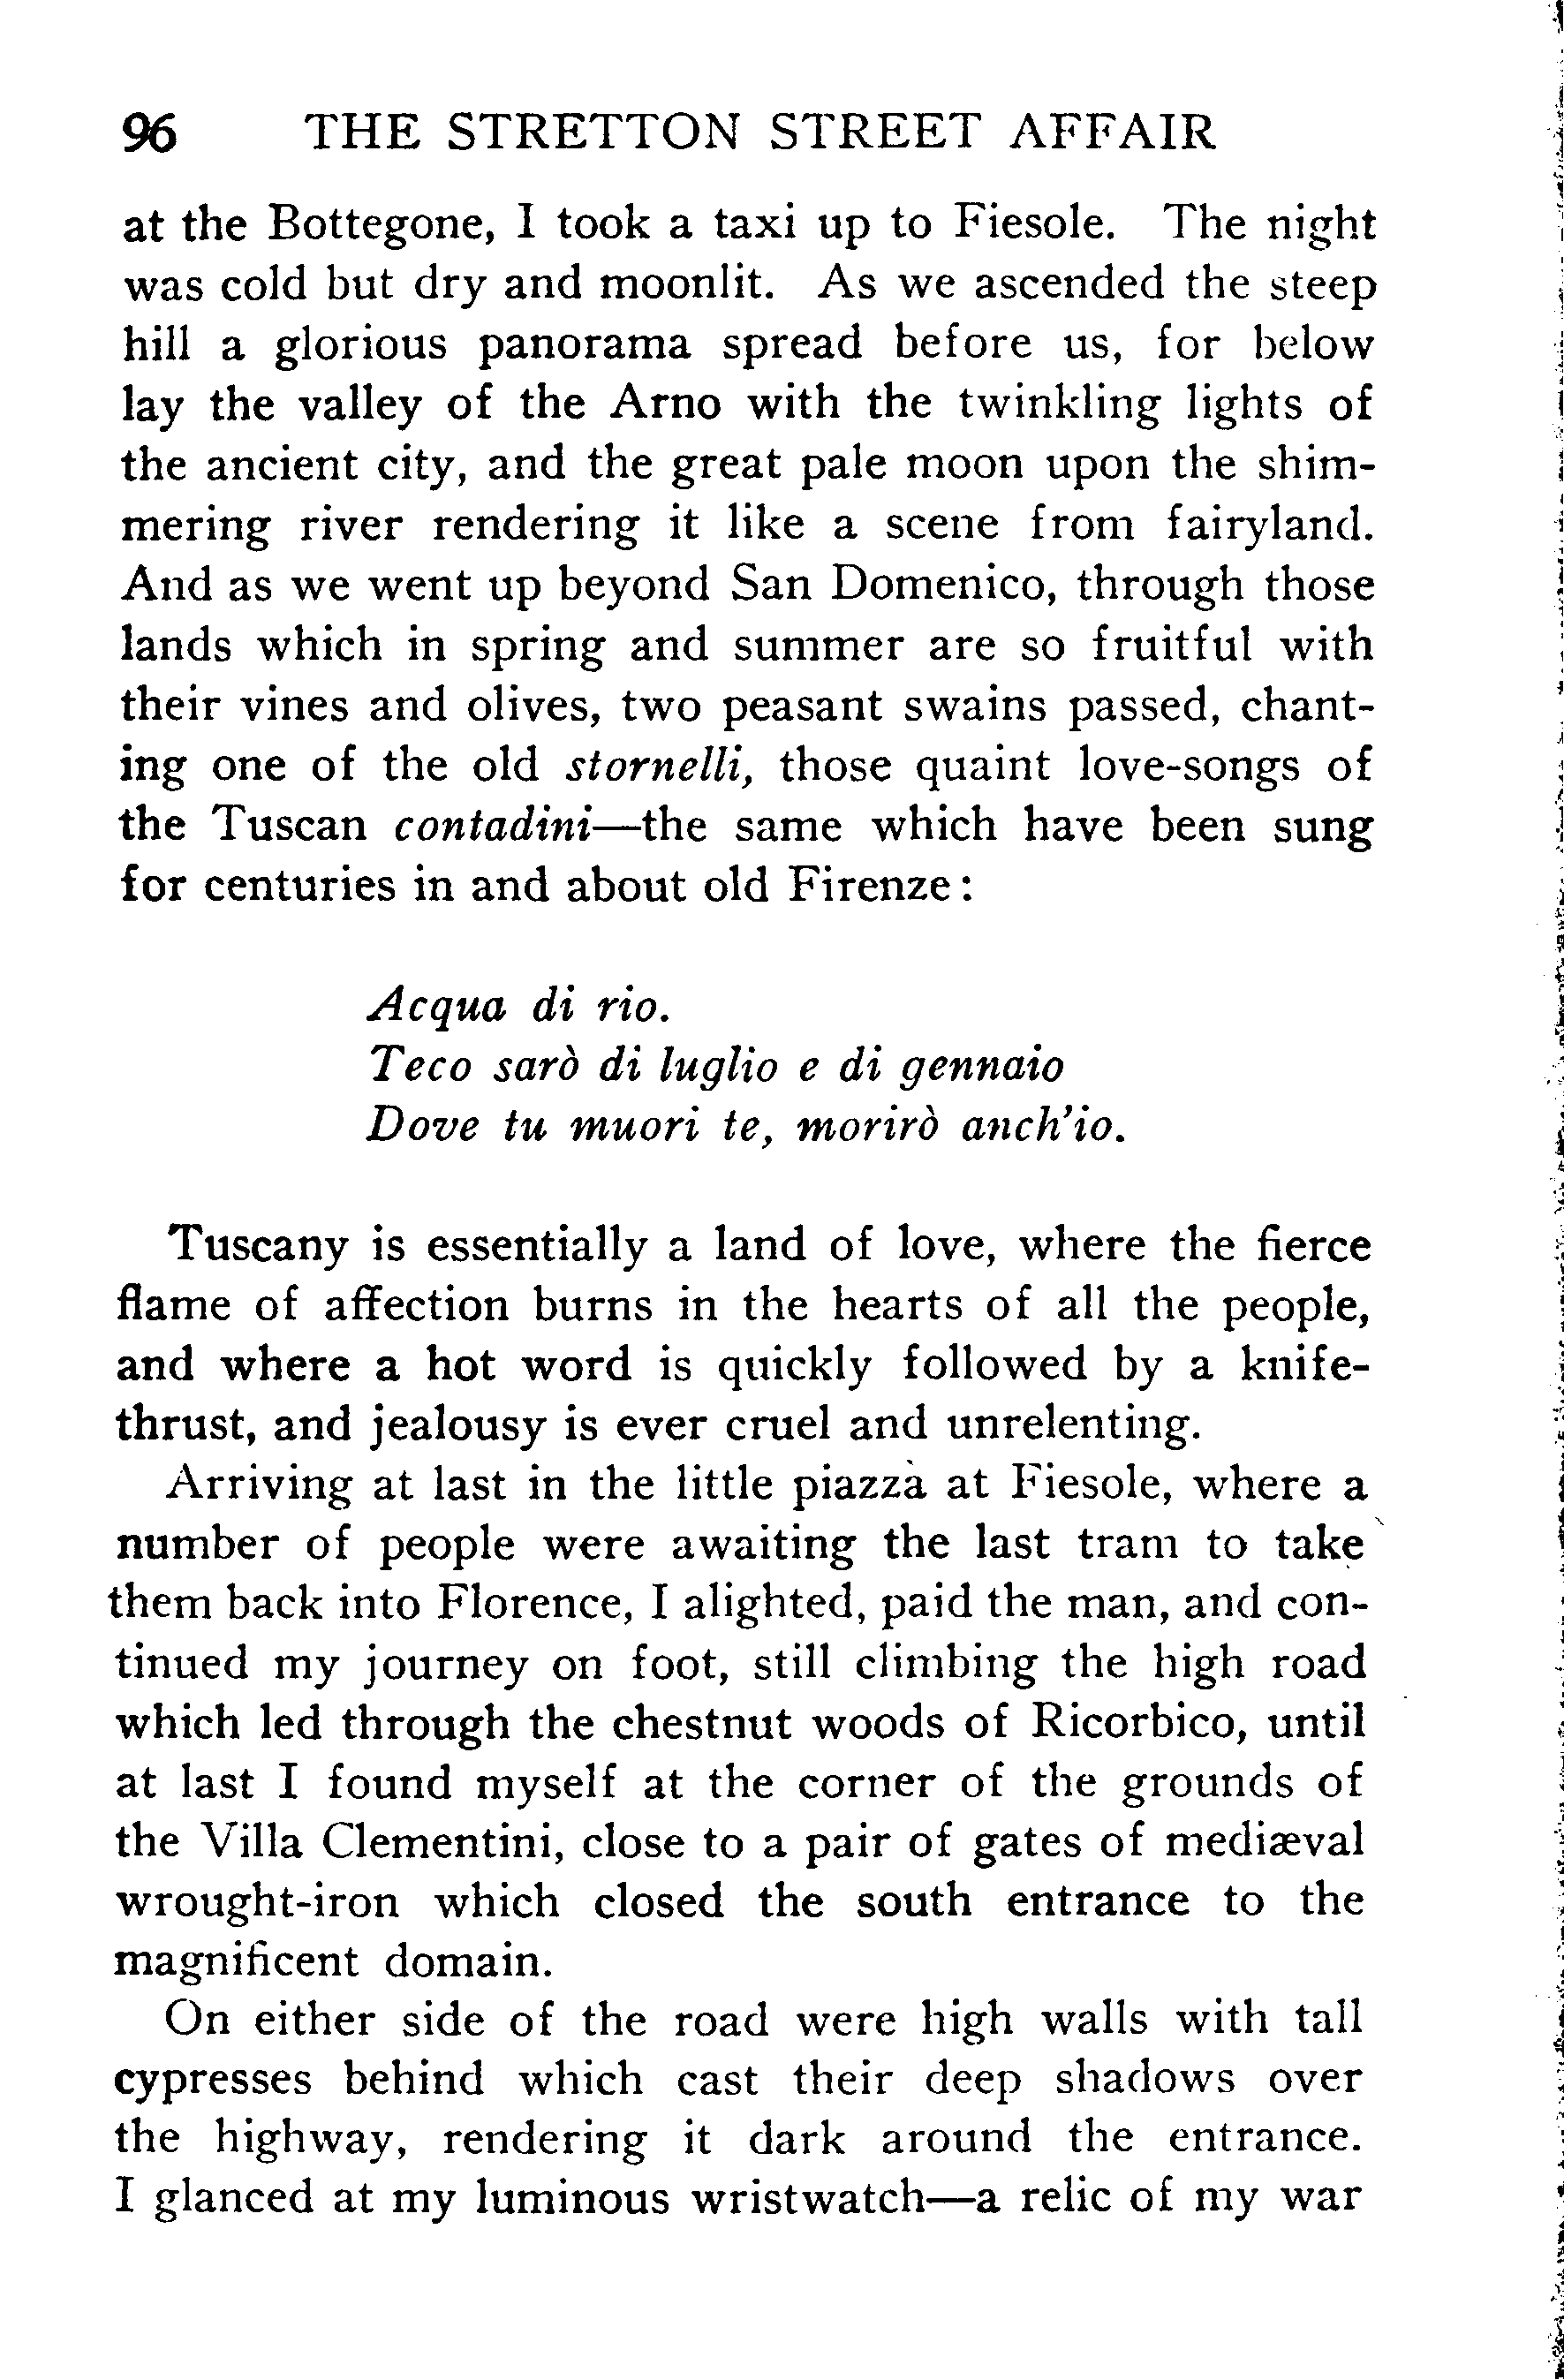 96 THE STRETTON STREET AFFAIR
at the Bottegone, I took a taxi up to Fiesole. The night
was cold but dry and moonlit. As we ascended the steep
hill a glorious panorama spread before us, for below
lay the valley of the Arno with the twinkling lights of
the ancient city, and the great pale moon upon the shim-
mering river rendering it like a scene from fairyland.
And as we went up beyond San Domenico, through those
lands which in spring and summer are so fruitful with
their vines and olives, two peasant swains passed, chant-
ing one of the old stornelli, those quaint love-songs of
the Tuscan contadini—the same which have been sung
for centuries in and about old Firenze:
Acqua di rio.
Teco sarò di luglio e di gennaio
Dove tu muori te, morirò anch'io.
Tuscany is essentially a land of love, where the fierce
flame of affection burns in the hearts of all the people,
and where a hot word is quickly followed by a knife-
thrust, and jealousy is ever cruel and unrelenting.
Arriving at last in the little piazza at Fiesole, where a
number of people were awaiting the last tram to take
them back into Florence, I alighted, paid the man, and con-
tinued my journey on foot, still climbing the high road
which led through the chestnut woods of Ricorbico, until
at last I found myself at the corner of the grounds of
the Villa Clementini, close to a pair of gates of mediæval
wrought-iron which closed the south entrance to the
magnificent domain.
On either side of the road were high walls with tall
cypresses behind which cast their deep shadows over
the highway, rendering it dark around the entrance.
I glanced at my luminous wristwatch—a relic of my war